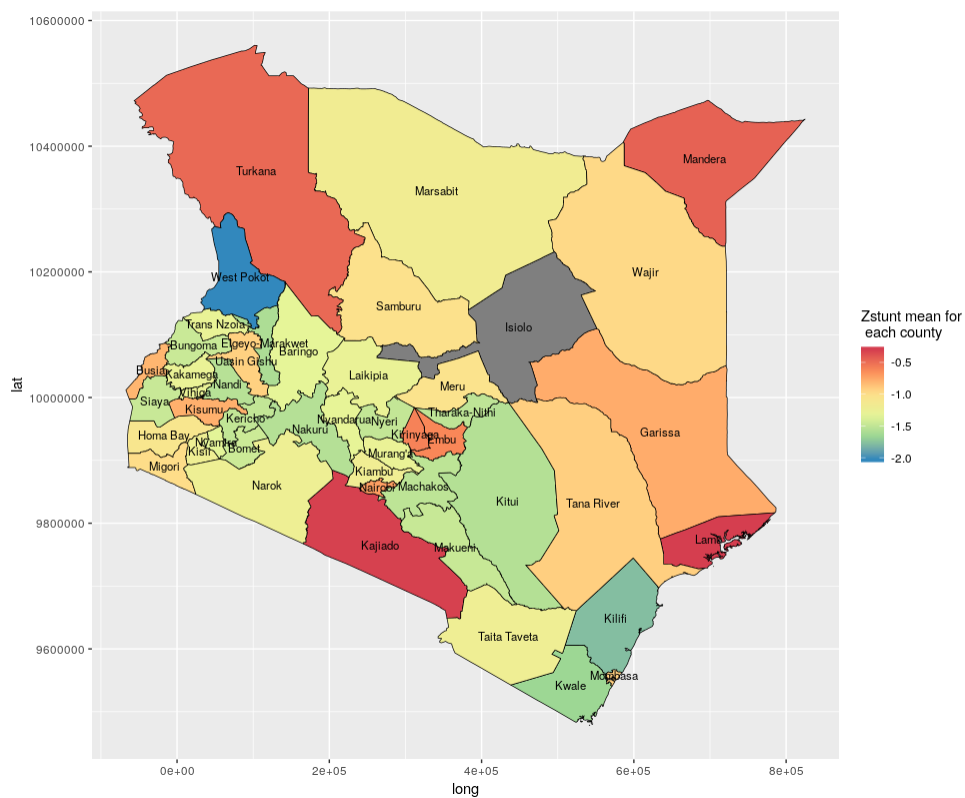 10600000
10400000
10200000
10000000
9800000
9600000
lat
0e+00
2e+05
4e+05
6e+05
8e+05
long
Turkana
Marsabit
Mandera
Wajir
West Pokot
Samburu
Isiolo
Trans Nzoia
Bungoma
Elgeyo-Marakwet
Baringo
Uasin Gishu
Busia
Kakamega
Laikipia
Meru
Nandi
Vihiga
Siaya
Kisumu
Tharaka-Nithi
Kericho
Nyandarua
Nyeri
Nakuru
Kirinyaga
Embu
Garissa
Homa Bay
Nyamira
Kisii
Bomet
Murang'a
Migori
Kiambu
Narok
Nairobi
Machakos
Kitui
Tana River
Kajiado
Makueni
Lamu
Kilifi
Taita Taveta
Mombasa
Kwale
Zstunt mean for
each county
-0.5
-1.0
-1.5
-2.0